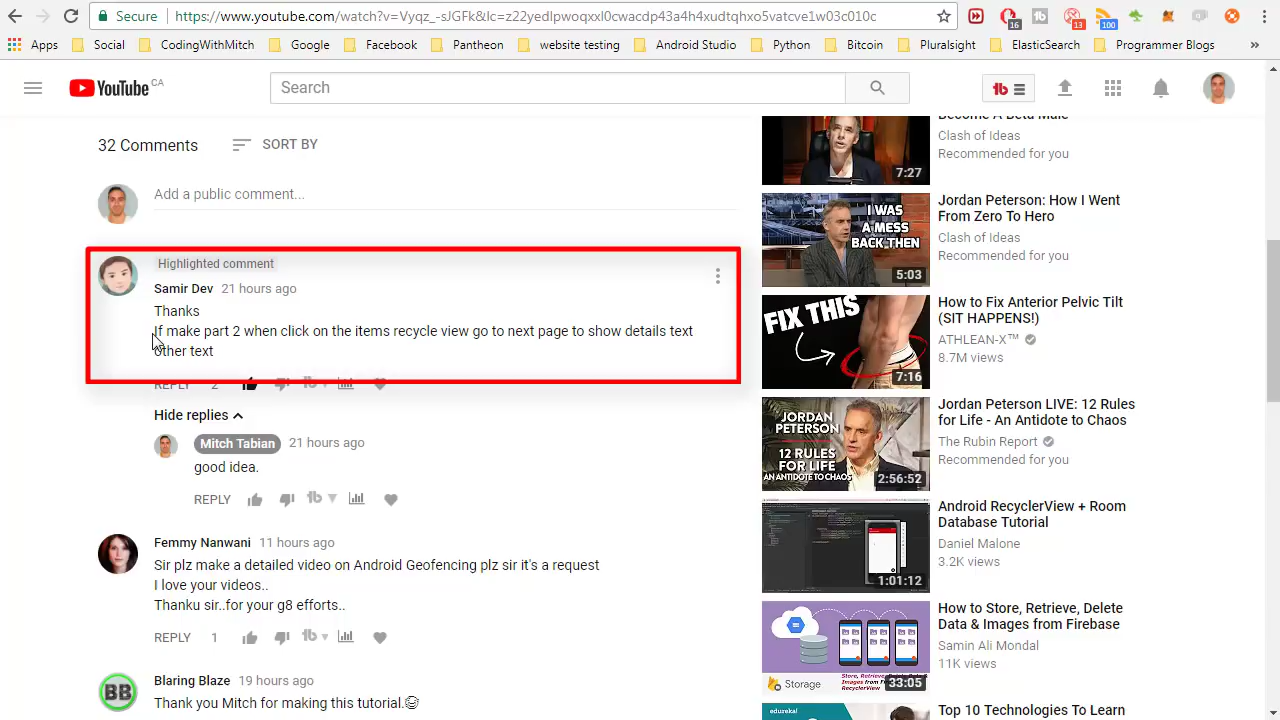 Secure
https://www.youtube.com/watch?v=Vyqz_-sJGFk&lc=z22yedlpwoqxxl0cwacdp43a4h4xudtqhxo5vatcve1w03c010c
16
13
100
Apps
Social
CodingWithMitch
Google
Facebook
Pantheon
Website testing
Android studio
Python
Bitcoin
Pluralsight
ElasticSearch
Programmer Blogs
»
YouTube CA
Search
32 Comments
SORT BY
Add a public comment...
Highlighted comment
Samir Dev 21 hours ago
Thnks
If make part 2 when click on the items recycle view go to next page to show details text
other text
REPLY 2
Hide replies
Mitch Tabian 21 hours ago
good idea.
REPLY
11 hours ago
Sir plz make a detail Video on Android Geofencing plz sir it's a request
I love your videos..
Thank u for your g8 efforts..
REPLY
BB
Blaring Blob 19 hours ago
Thank you Mitch for making this tutorial
Become A Beta Male
Clash of Ideas
Recommended for you
7:27
I WAS
A MESS
BACK THEN
5:03
Jordan Peterson: How I Went
From Zero To Hero
Clash of Ideas
Recommended for you
FIX THIS
7:16
How to Fix Anterior Pelvic Tilt
(SIT HAPPENS!)
ATHLEAN-X™
8.7M views
JORDAN
PETERSON
12 RULES
FOR LIFE
AN ANTIDOTE TO CHAOS
2:56:52
Jordan Peterson LIVE: 12 Rules
for Life - An Antidote to Chaos
The Rubin Report
Recommended for you
1:01:12
Android RecyclerView + Room
Database Tutorial
Daniel Malone
3.2K views
Storage
Store, Retrieve, Delete Data &
Images from Firebase
RecyclerView
33:05
How to Store, Retrieve, Delete
Data & Images from Firebase
Samin Ali Mondal
11K views
edureka!
Top 10 Technologies To Learn